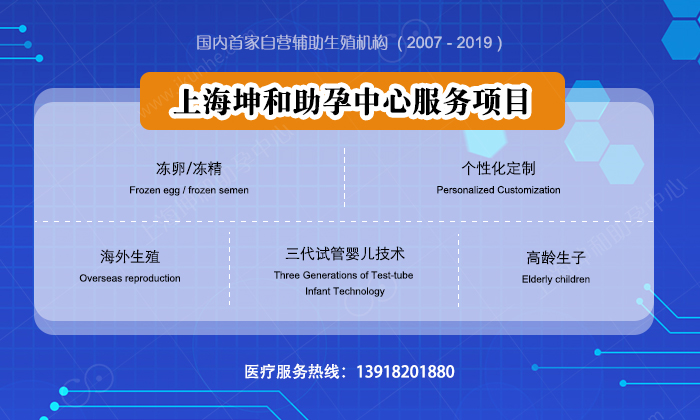 国内首家自营辅助生殖机构（2007 - 2019）
上海坤和助孕中心服务项目
冻卵/冻精
Frozen egg / frozen semen
个性化定制
Personalized Customization
海外生殖
Overseas reproduction
三代试管婴儿技术
Three Generations of Test-tube
Infant Technology
高龄生子
Elderly children
医疗服务热线：13918201880